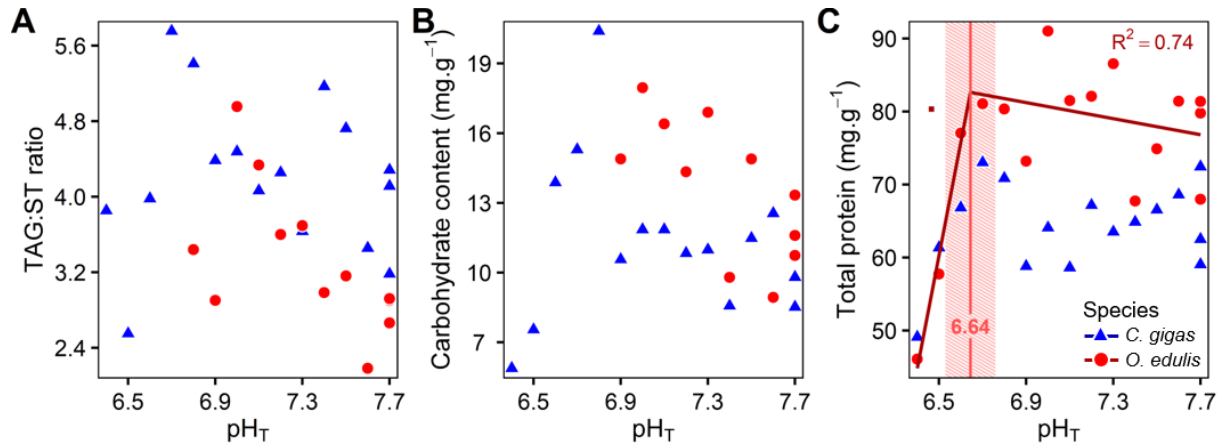 A
TAG:ST ratio
5.6
4.8
4.0
3.2
2.4
6.5 6.9 7.3 7.7
pH_T
B
Carbohydrate content (mg.g⁻¹)
19
16
13
10
7
6.5 6.9 7.3 7.7
pH_T
C
Total protein (mg.g⁻¹)
90
80
70
60
50
R² = 0.74
6.64
Species
C. gigas
O. edulis
6.5 6.9 7.3 7.7
pH_T